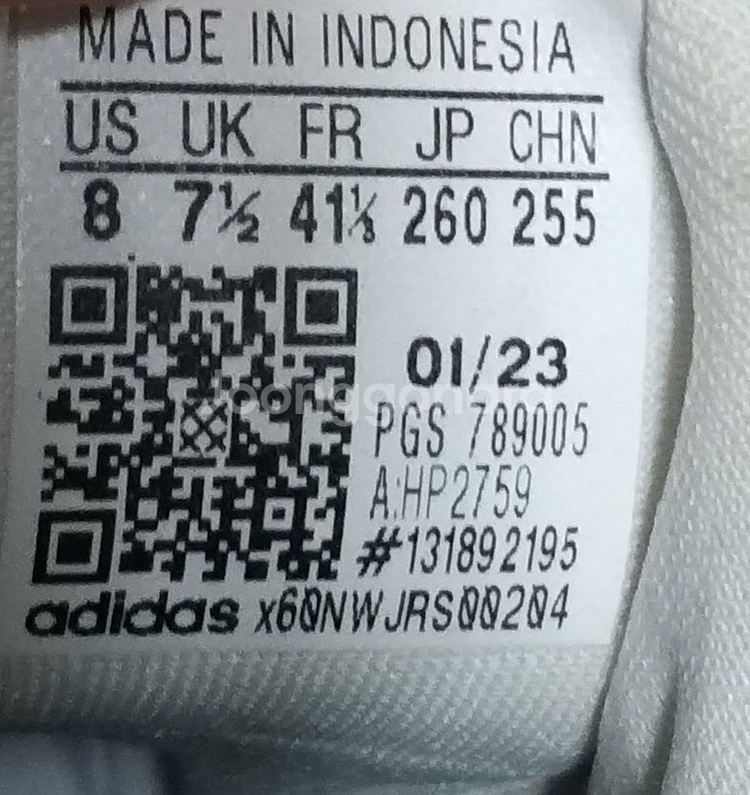 MADE IN INDONESIA
US UK FR JP CHN
8 7½ 41⅓ 260 255
01/23
joonggonara
PGS 789005
A:HP2759
#131892195
adidas x60NWJRS00204